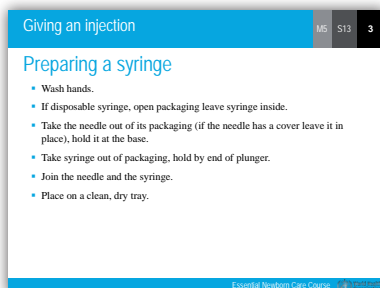 Giving an injection
M5 S13 3
Preparing a syringe
Wash hands.
If disposable syringe, open packaging leave syringe inside.
Take the needle out of its packaging (if the needle has a cover leave it in
place), hold it at the base.
Take syringe out of packaging, hold by end of plunger.
Join the needle and the syringe.
Place on a clean, dry tray.
Essential Newborn Care Course